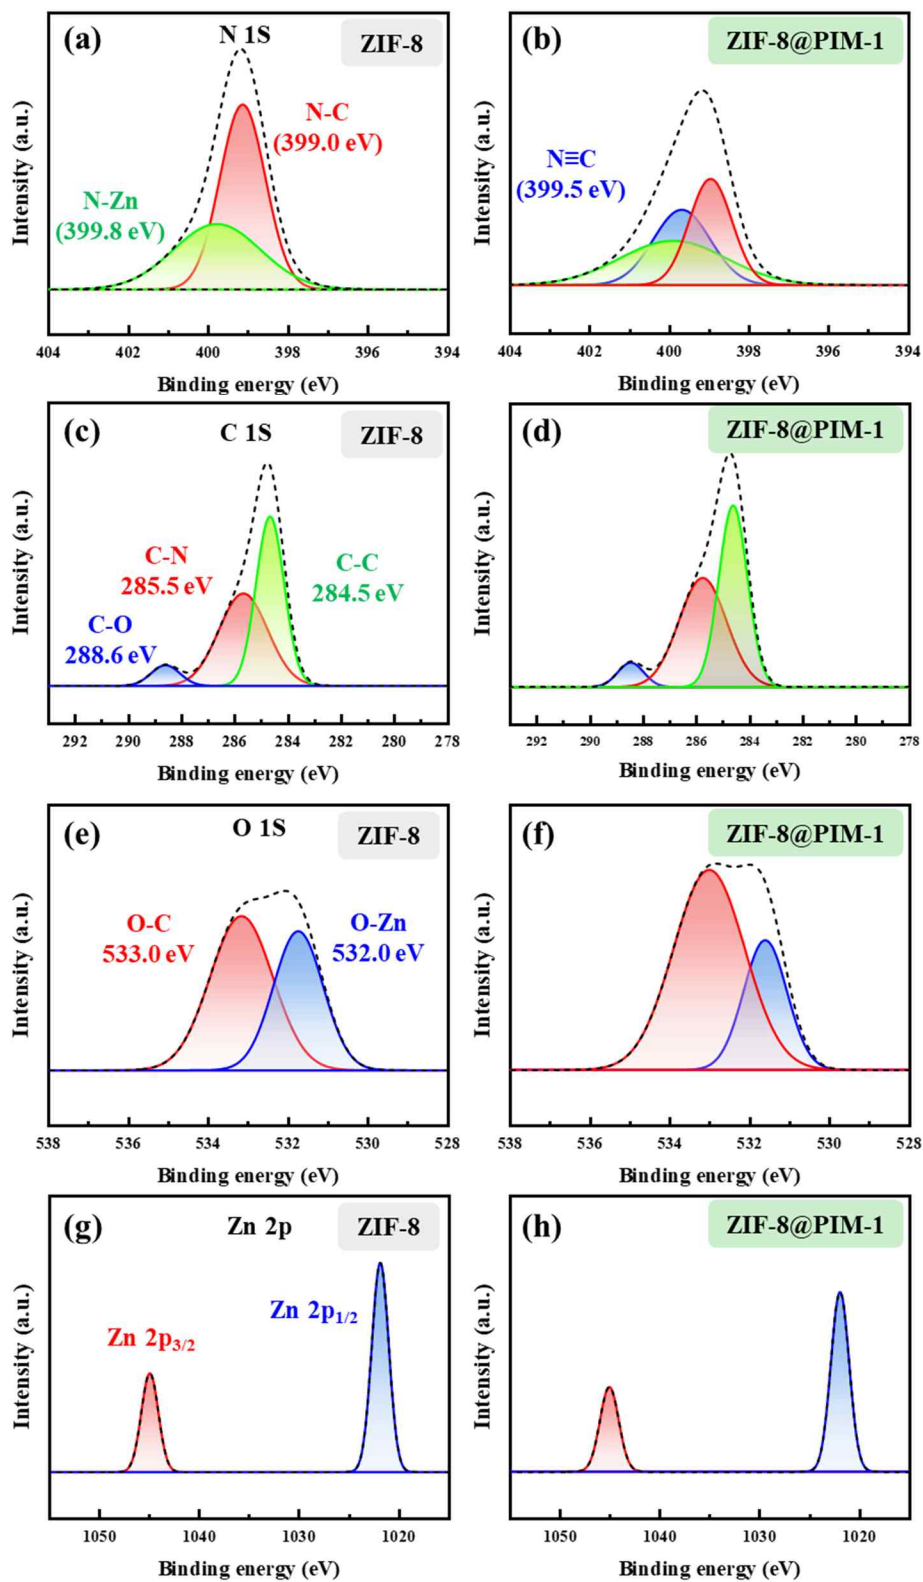 (a)
N 1S
ZIF-8
N-C
(399.0 eV)
N-Zn
(399.8 eV)
Intensity (a.u.)
404 402 400 398 396 394
Binding energy (eV)
(b)
ZIF-8@PIM-1
N≡C
(399.5 eV)
Intensity (a.u.)
404 402 400 398 396 394
Binding energy (eV)
(c)
C 1S
ZIF-8
C-N
285.5 eV
C-C
284.5 eV
C-O
288.6 eV
Intensity (a.u.)
292 290 288 286 284 282 280 278
Binding energy (eV)
(d)
ZIF-8@PIM-1
Intensity (a.u.)
292 290 288 286 284 282 280 278
Binding energy (eV)
(e)
O 1S
ZIF-8
O-C
533.0 eV
O-Zn
532.0 eV
Intensity (a.u.)
538 536 534 532 530 528
Binding energy (eV)
(f)
ZIF-8@PIM-1
Intensity (a.u.)
538 536 534 532 530 528
Binding energy (eV)
(g)
Zn 2p
ZIF-8
Zn 2p1/2
Zn 2p3/2
Intensity (a.u.)
1050 1040 1030 1020
Binding energy (eV)
(h)
ZIF-8@PIM-1
Intensity (a.u.)
1050 1040 1030 1020
Binding energy (eV)